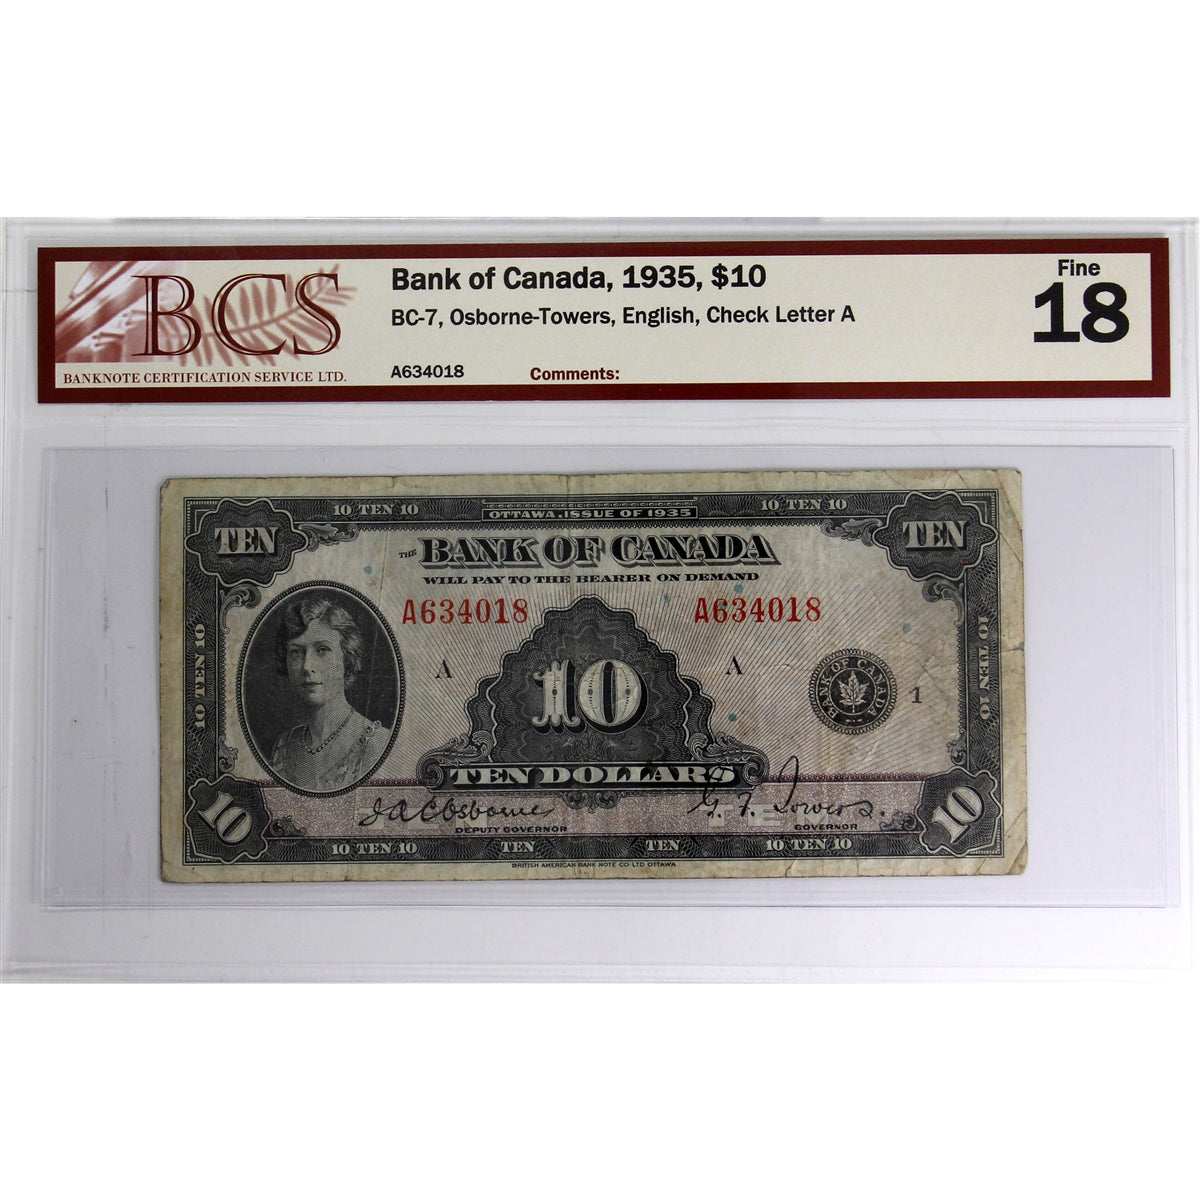 BCS
BANKNOTE CERTIFICATION SERVICE LTD.
Bank of Canada, 1935, $10
BC-7, Osborne-Towers, English, Check Letter A
A634018 Comments:
Fine
18
10 TEN 10 OTTAWA, ISSUE OF 1935 10 TEN 10
TEN TEN
THE BANK OF CANADA
WILL PAY TO THE BEARER ON DEMAND
A634018 A634018
10 TEN 10 10 TEN 10
A A
10
BANK OF CANADA
1
TEN DOLLARS
10 10
J A C Osborne G. F. Towers.
DEPUTY GOVERNOR GOVERNOR
10 TEN 10 TEN TEN 10 TEN 10
BRITISH AMERICAN BANK NOTE CO LTD OTTAWA